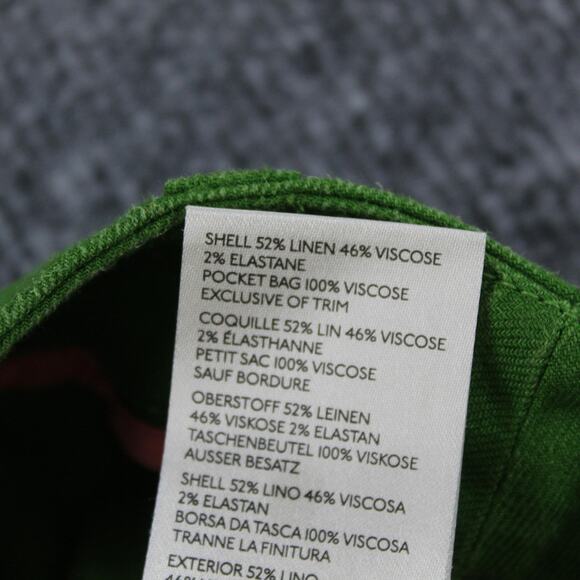 SHELL 52% LINEN 46% VISCOSE
2% ELASTANE
POCKET BAG 100% VISCOSE
EXCLUSIVE OF TRIM
COQUILLE 52% LIN 46% VISCOSE
2% ÉLASTHANNE
PETIT SAC 100% VISCOSE
SAUF BORDURE
OBERSTOFF 52% LEINEN
46% VISKOSE 2% ELASTAN
TASCHENBEUTEL 100% VISKOSE
AUSSER BESATZ
SHELL 52% LINO 46% VISCOSA
2% ELASTAN
BORSA DA TASCA 100% VISCOSA
TRANNE LA FINITURA
EXTERIOR 52% LINO
46%